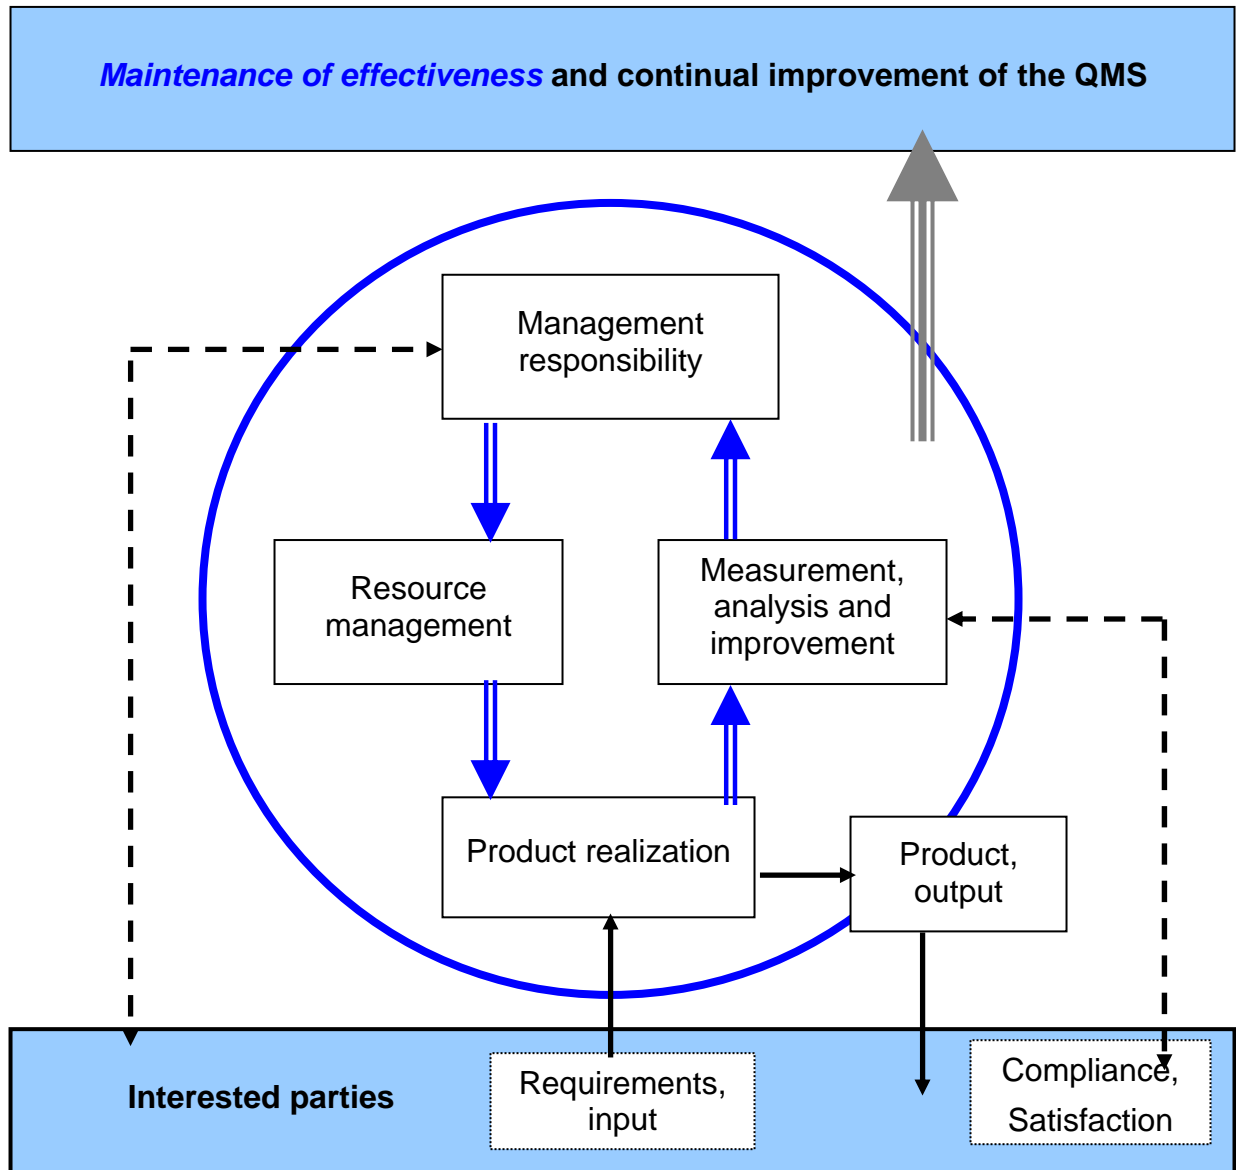 Maintenance of effectiveness and continual improvement of the QMS
Management
responsibility
Resource
management
Measurement,
analysis and
improvement
Product realization
Product,
output
Interested parties
Requirements,
input
Compliance,
Satisfaction